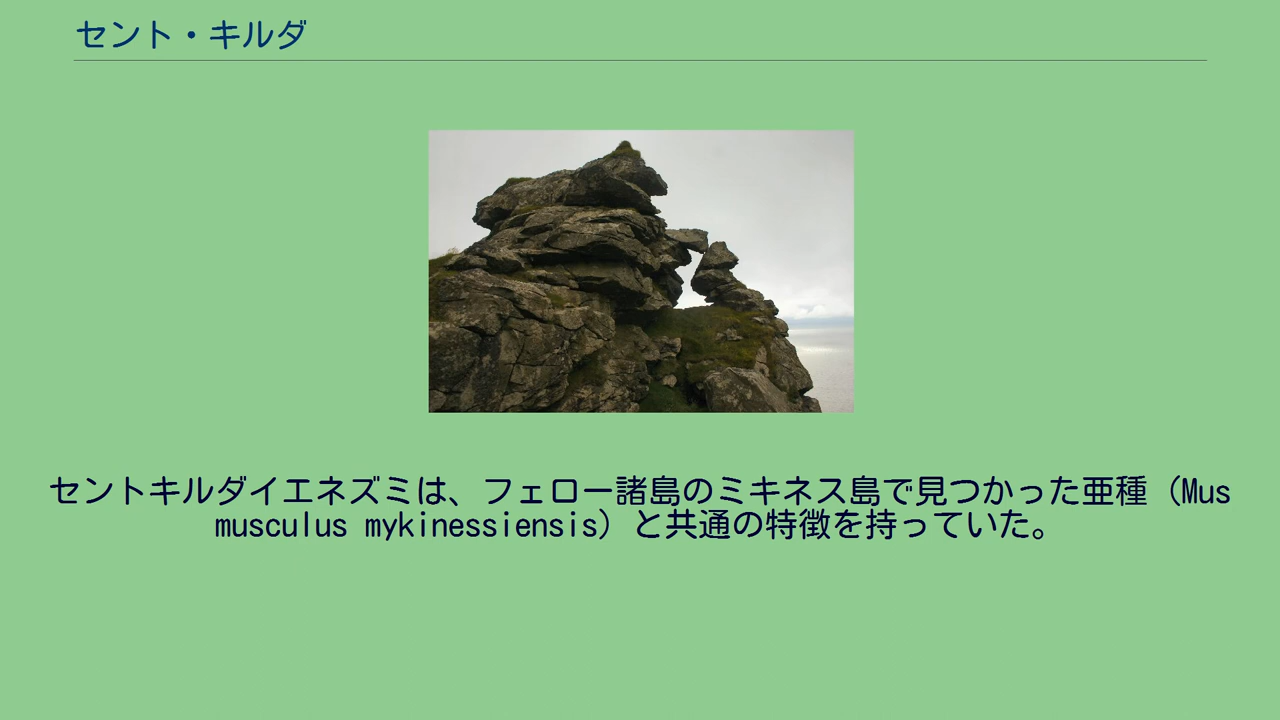 セント・キルダ
セントキルダイエネズミは、フェロー諸島のミキネス島で見つかった亜種（Mus
musculus mykinessiensis）と共通の特徴を持っていた。